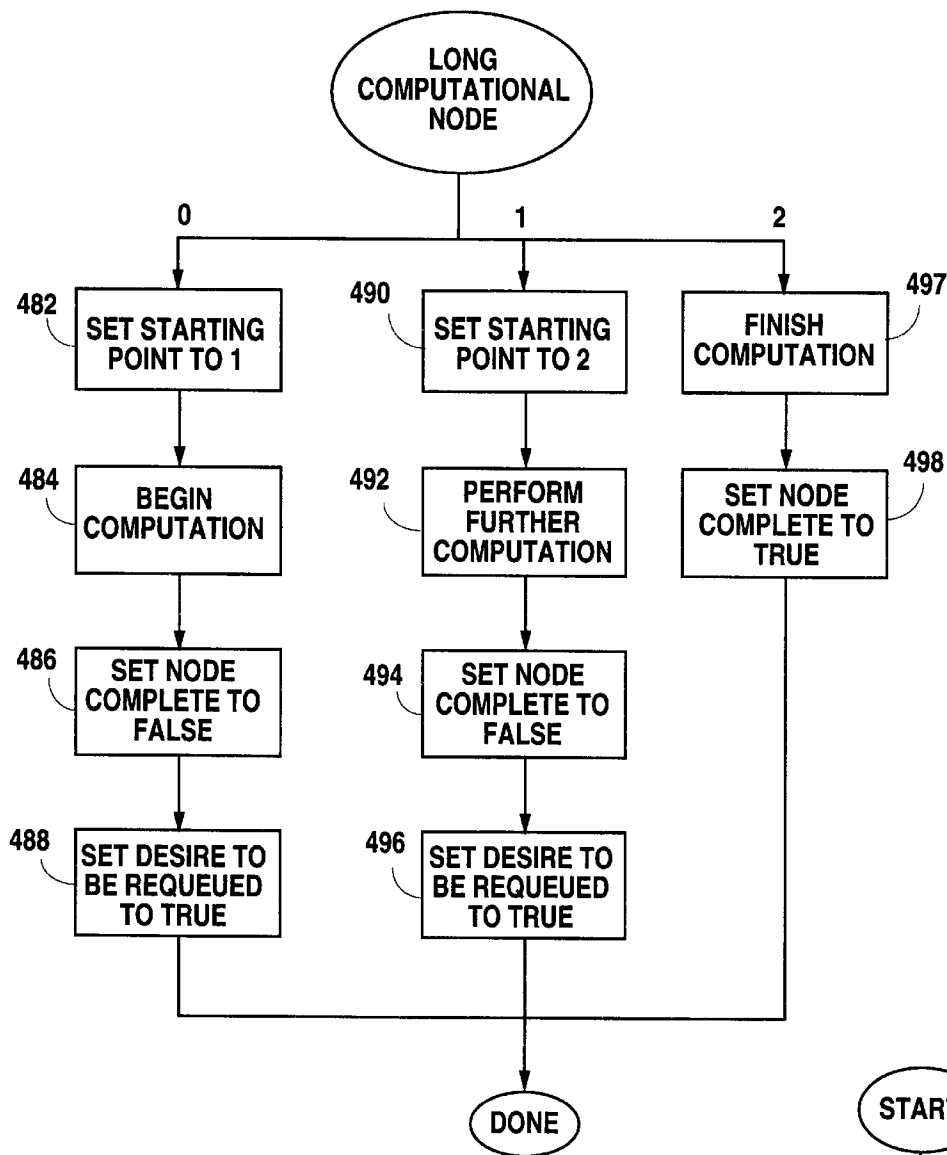 LONG
COMPUTATIONAL
NODE
0
1
2
482
SET STARTING
POINT TO 1
490
SET STARTING
POINT TO 2
497
FINISH
COMPUTATION
484
BEGIN
COMPUTATION
492
PERFORM
FURTHER
COMPUTATION
498
SET NODE
COMPLETE TO
TRUE
486
SET NODE
COMPLETE TO
FALSE
494
SET NODE
COMPLETE TO
FALSE
488
SET DESIRE TO
BE REQUEUED
TO TRUE
496
SET DESIRE TO
BE REQUEUED
TO TRUE
DONE
START